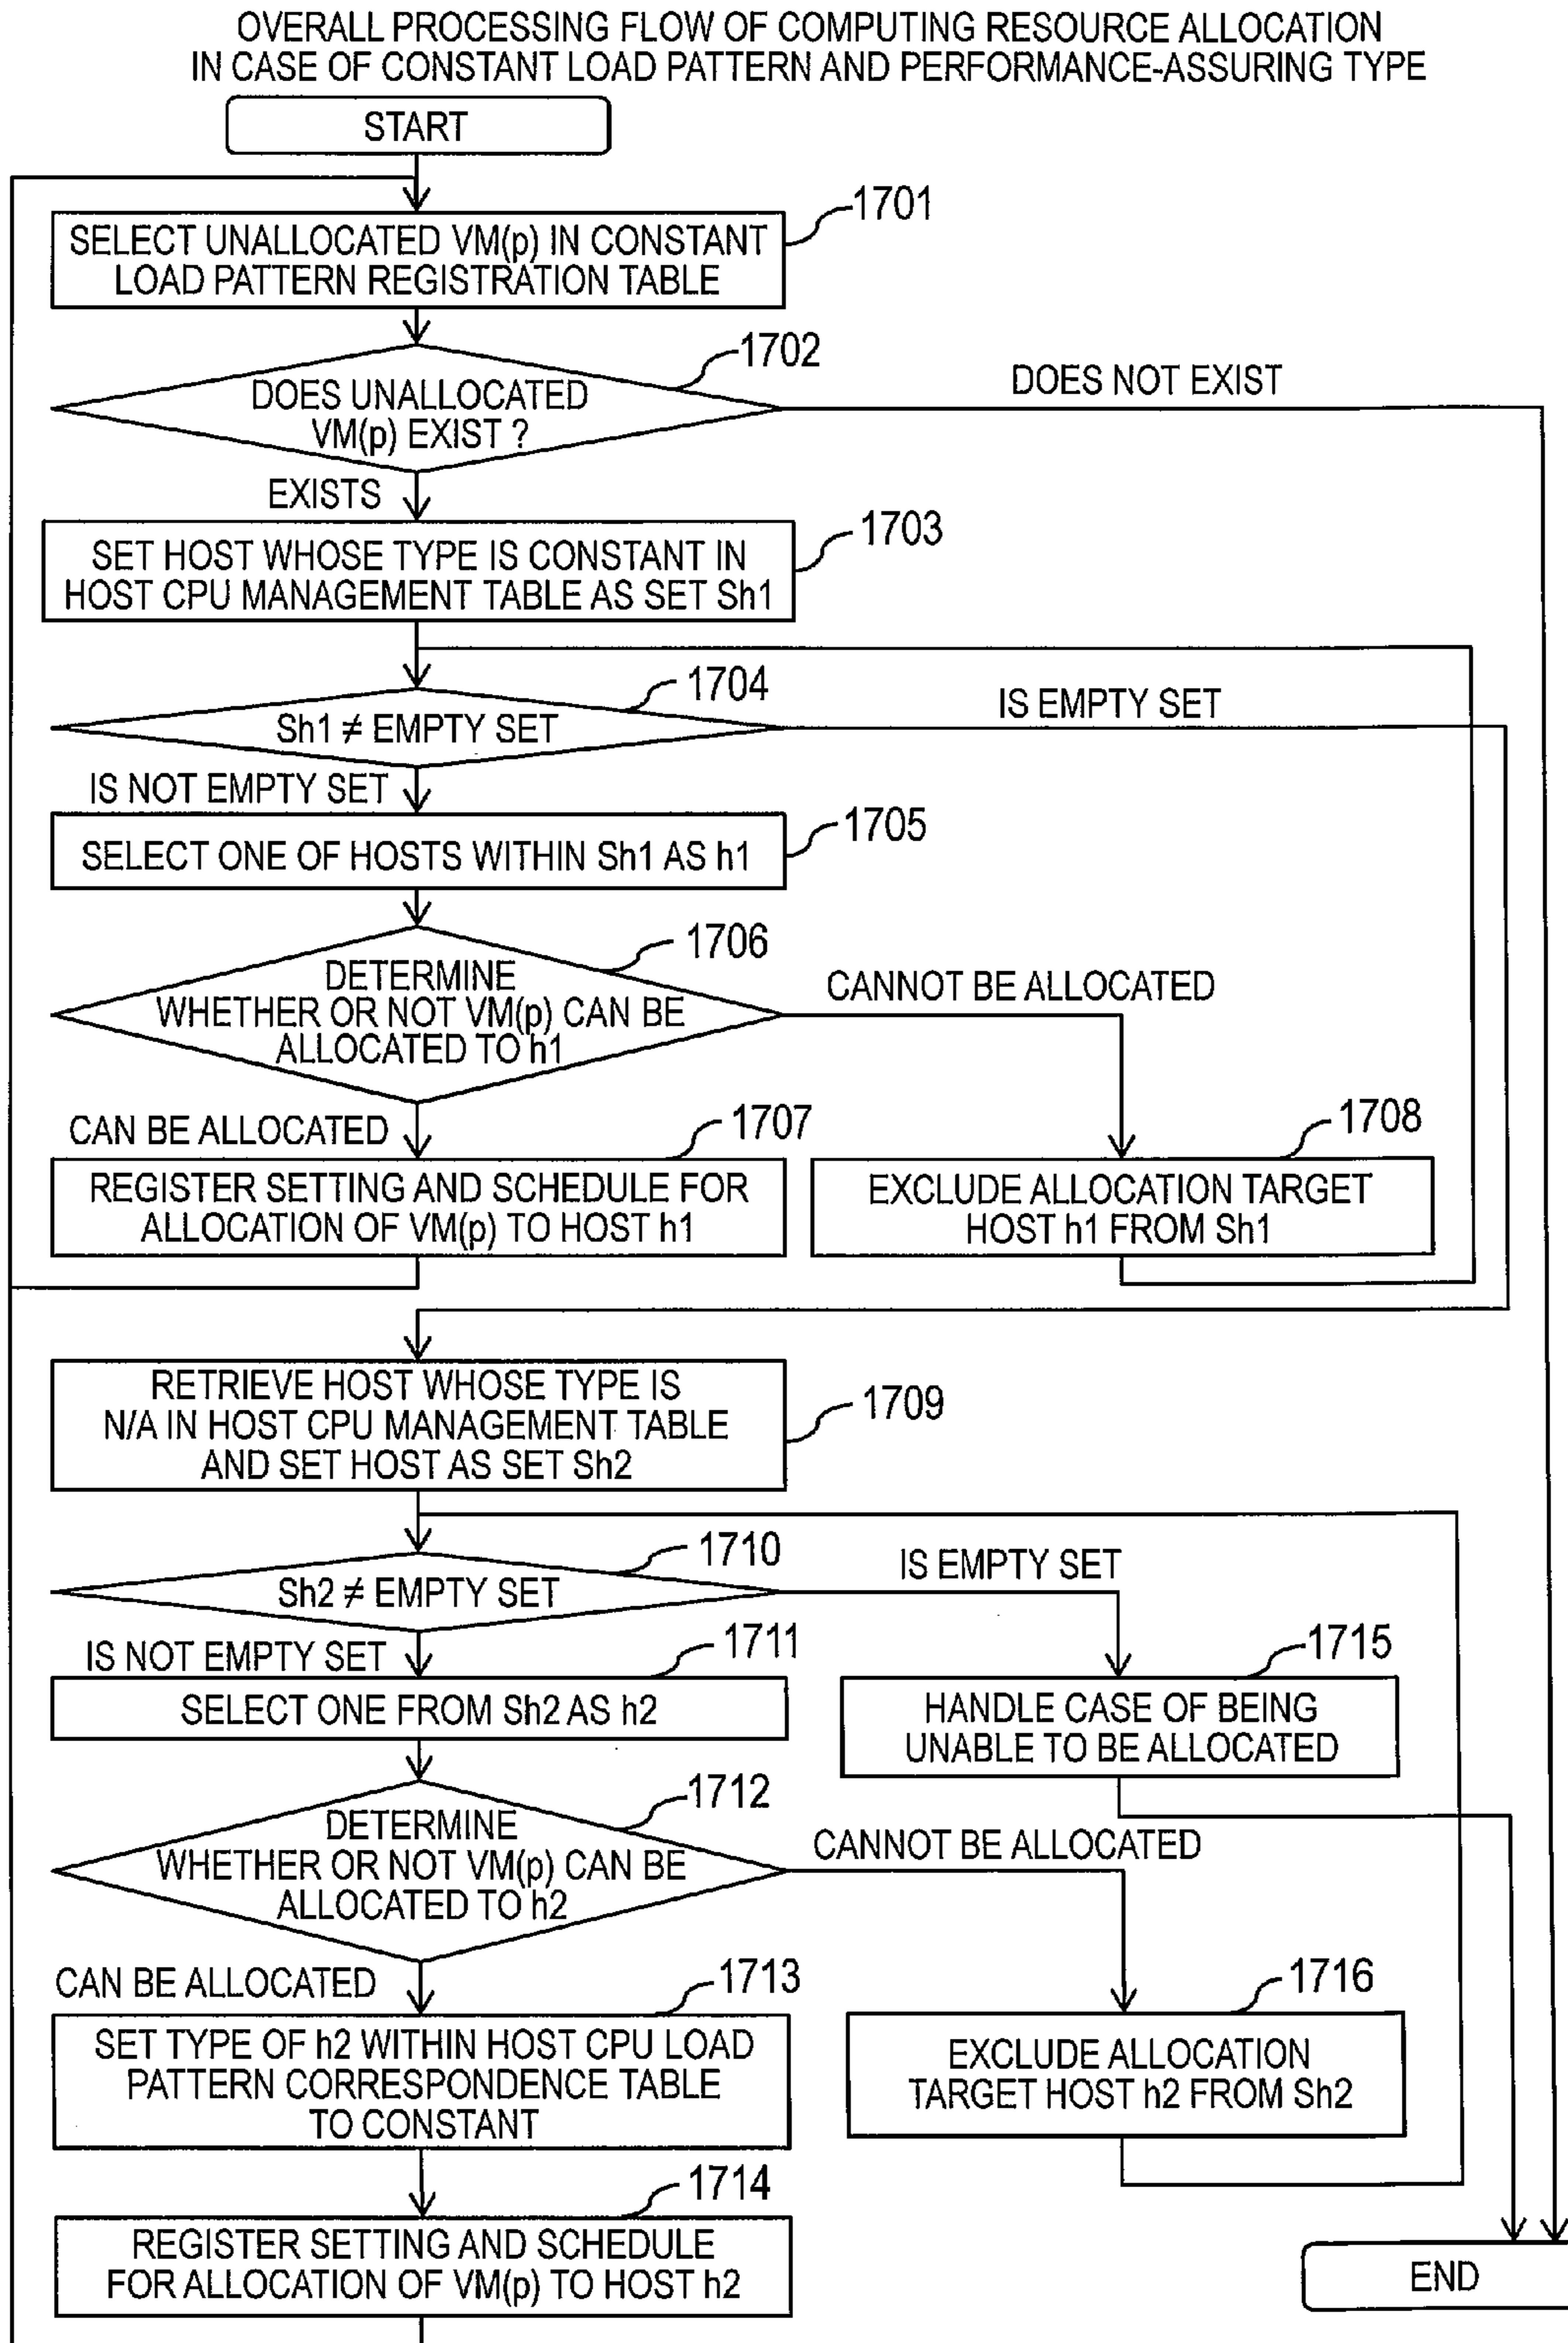 OVERALL PROCESSING FLOW OF COMPUTING RESOURCE ALLOCATION
IN CASE OF CONSTANT LOAD PATTERN AND PERFORMANCE-ASSURING TYPE
START
1701
SELECT UNALLOCATED VM(p) IN CONSTANT
LOAD PATTERN REGISTRATION TABLE
1702
DOES UNALLOCATED
VM(p) EXIST ?
DOES NOT EXIST
EXISTS
1703
SET HOST WHOSE TYPE IS CONSTANT IN
HOST CPU MANAGEMENT TABLE AS SET Sh1
1704
Sh1 ≠ EMPTY SET
IS EMPTY SET
IS NOT EMPTY SET
1705
SELECT ONE OF HOSTS WITHIN Sh1 AS h1
1706
DETERMINE
WHETHER OR NOT VM(p) CAN BE
ALLOCATED TO h1
CANNOT BE ALLOCATED
CAN BE ALLOCATED
1707
REGISTER SETTING AND SCHEDULE FOR
ALLOCATION OF VM(p) TO HOST h1
1708
EXCLUDE ALLOCATION TARGET
HOST h1 FROM Sh1
1709
RETRIEVE HOST WHOSE TYPE IS
N/A IN HOST CPU MANAGEMENT TABLE
AND SET HOST AS SET Sh2
1710
Sh2 ≠ EMPTY SET
IS EMPTY SET
IS NOT EMPTY SET
1711
SELECT ONE FROM Sh2 AS h2
1715
HANDLE CASE OF BEING
UNABLE TO BE ALLOCATED
1712
DETERMINE
WHETHER OR NOT VM(p) CAN BE
ALLOCATED TO h2
CANNOT BE ALLOCATED
CAN BE ALLOCATED
1713
SET TYPE OF h2 WITHIN HOST CPU LOAD
PATTERN CORRESPONDENCE TABLE
TO CONSTANT
1716
EXCLUDE ALLOCATION
TARGET HOST h2 FROM Sh2
1714
REGISTER SETTING AND SCHEDULE
FOR ALLOCATION OF VM(p) TO HOST h2
END